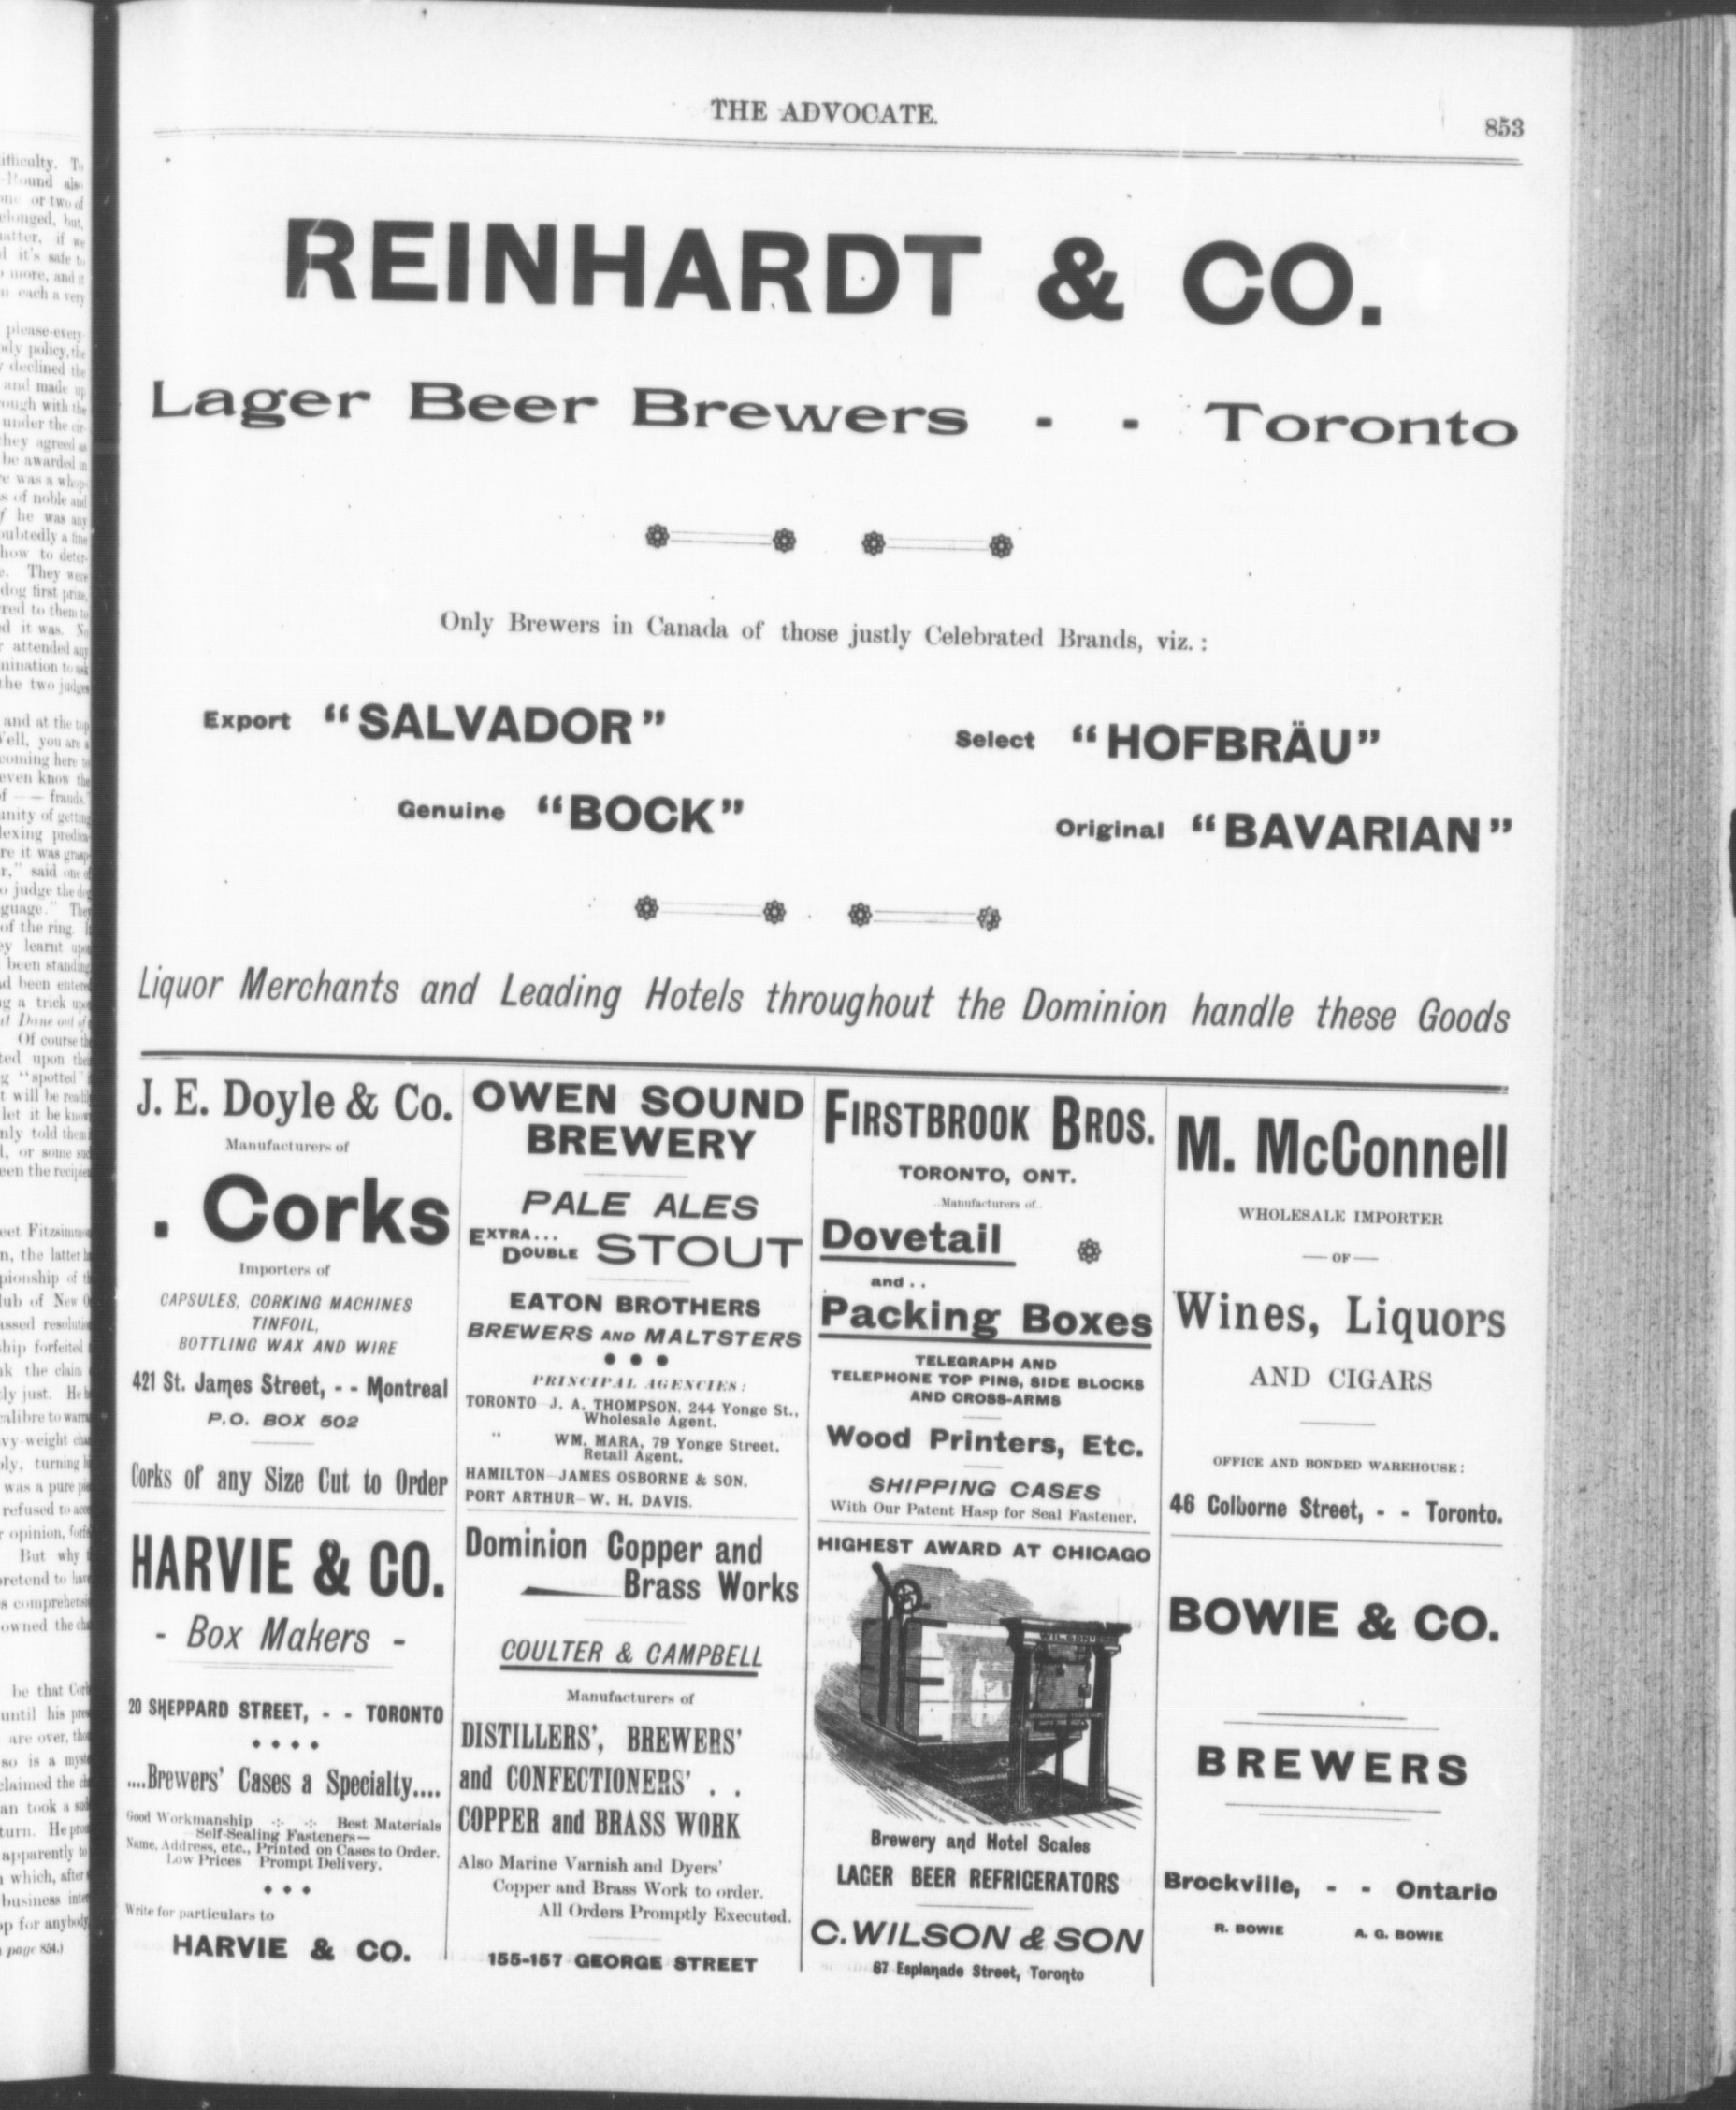 THE ADVOCATE.
853
REINHARDT & CO.
Lager Beer Brewers - - Toronto
Only Brewers in Canada of those justly Celebrated Brands, viz. :
Export "SALVADOR"
Select "HOFBRÄU"
Genuine "BOCK"
Original "BAVARIAN"
Liquor Merchants and Leading Hotels throughout the Dominion handle these Goods
J. E. Doyle & Co.
Manufacturers of
. Corks
Importers of
CAPSULES, CORKING MACHINES
TINFOIL,
BOTTLING WAX AND WIRE
421 St. James Street, - - Montreal
P.O. BOX 502
Corks of any Size Cut to Order
HARVIE & CO.
- Box Makers -
20 SHEPPARD STREET, - - TORONTO
....Brewers' Cases a Specialty....
Good Workmanship -:- -:- Best Materials
Self-Sealing Fasteners—
Name, Address, etc., Printed on Cases to Order.
Low Prices Prompt Delivery.
Write for particulars to
HARVIE & CO.
OWEN SOUND
BREWERY
PALE ALES
EXTRA...
DOUBLE STOUT
EATON BROTHERS
BREWERS AND MALTSTERS
PRINCIPAL AGENCIES:
TORONTO—J. A. THOMPSON, 244 Yonge St.,
Wholesale Agent.
" WM. MARA, 79 Yonge Street,
Retail Agent.
HAMILTON—JAMES OSBORNE & SON.
PORT ARTHUR—W. H. DAVIS.
Dominion Copper and
Brass Works
COULTER & CAMPBELL
Manufacturers of
DISTILLERS', BREWERS'
and CONFECTIONERS' . .
COPPER and BRASS WORK
Also Marine Varnish and Dyers'
Copper and Brass Work to order.
All Orders Promptly Executed.
155-157 GEORGE STREET
FIRSTBROOK BROS.
TORONTO, ONT.
..Manufacturers of..
Dovetail
and . .
Packing Boxes
TELEGRAPH AND
TELEPHONE TOP PINS, SIDE BLOCKS
AND CROSS-ARMS
Wood Printers, Etc.
SHIPPING CASES
With Our Patent Hasp for Seal Fastener.
HIGHEST AWARD AT CHICAGO
WILSON'S
Brewery and Hotel Scales
LAGER BEER REFRIGERATORS
C. WILSON & SON
67 Esplanade Street, Toronto
M. McConnell
WHOLESALE IMPORTER
— OF —
Wines, Liquors
AND CIGARS
OFFICE AND BONDED WAREHOUSE:
46 Colborne Street, - - Toronto.
BOWIE & CO.
BREWERS
Brockville, - - Ontario
R. BOWIE A. G. BOWIE